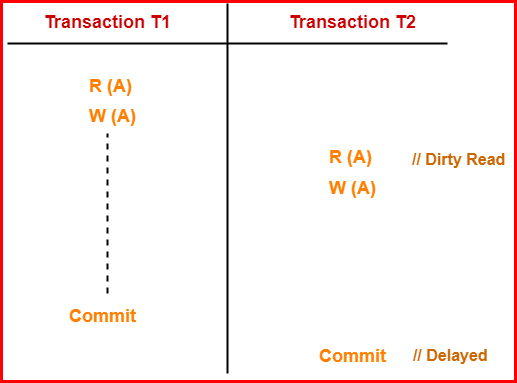 Transaction T1 Transaction T2
R (A)
W (A)
R (A) // Dirty Read
W (A)
Commit
Commit // Delayed